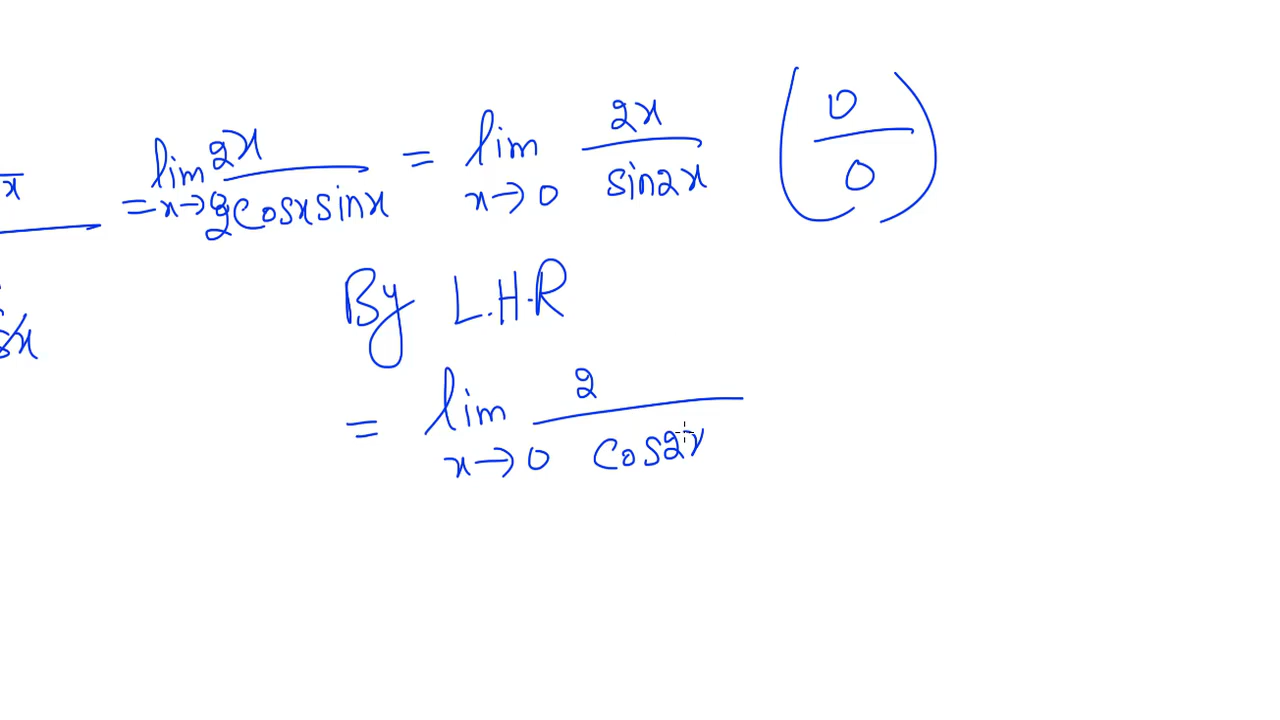 x
= lim x→0 2x / 2cosx sinx = lim x→0 2x / sin2x (0/0)
By L.H.R
= lim x→0 2 / cos2x